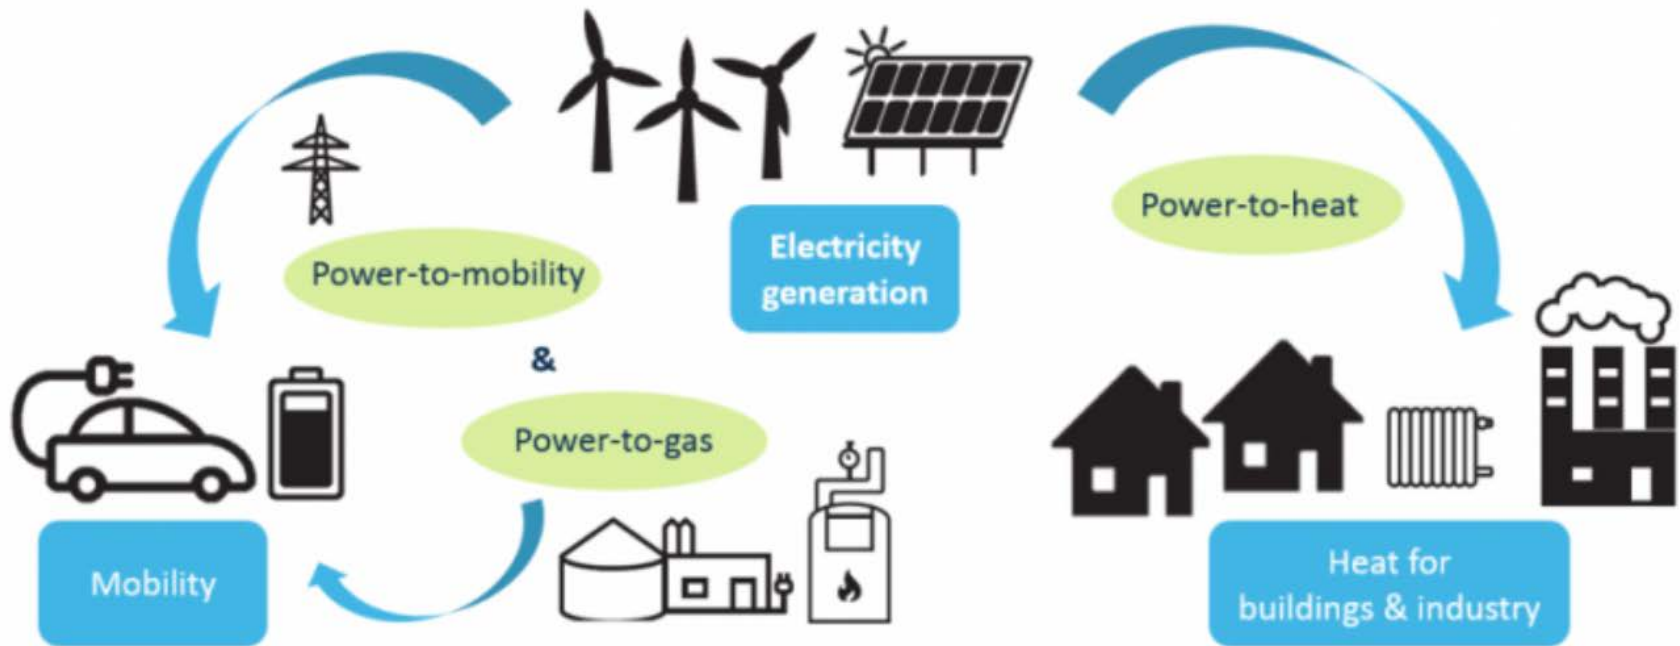 Power-to-mobility
&
Power-to-gas
Mobility
Electricity
generation
Power-to-heat
Heat for
buildings & industry